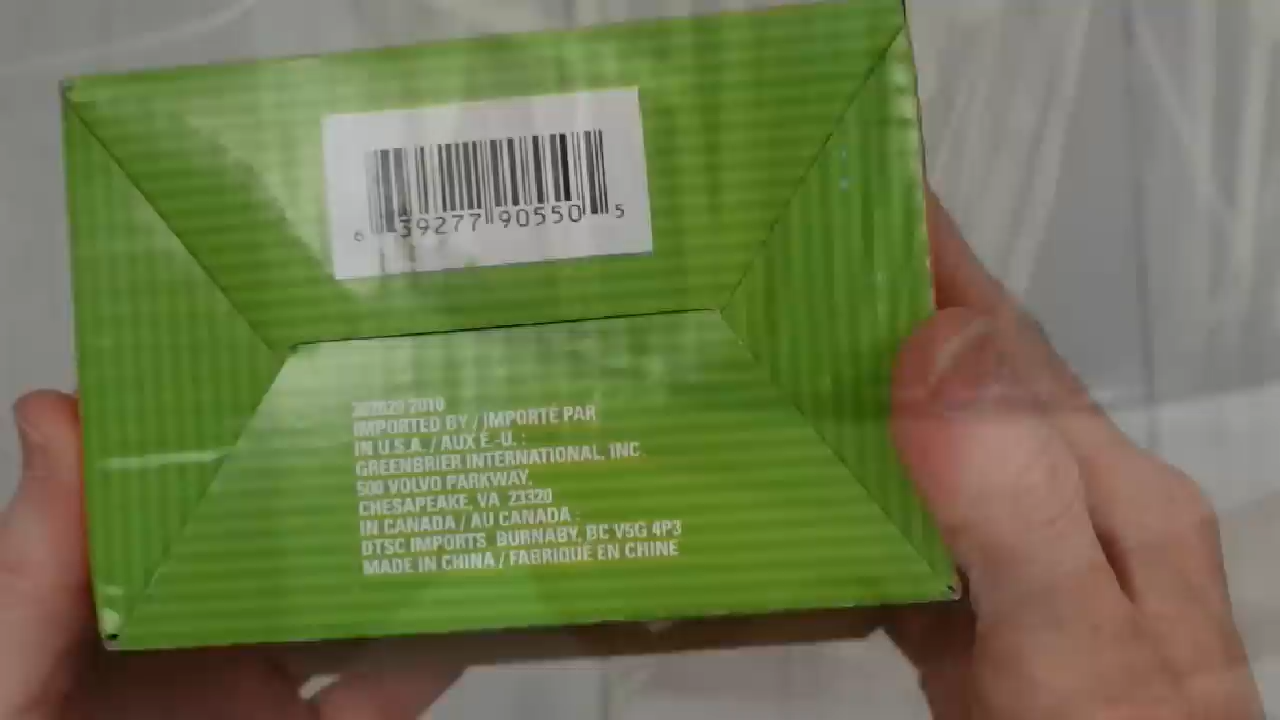 6 39277 90550 5
2010
IMPORTED BY / IMPORTÉ PAR
IN U.S.A. / AUX É.-U. :
GREENBRIER INTERNATIONAL, INC.
500 VOLVO PARKWAY,
CHESAPEAKE, VA 23320
IN CANADA / AU CANADA :
DTSC IMPORTS, BURNABY, BC V5G 4P3
MADE IN CHINA / FABRIQUÉ EN CHINE